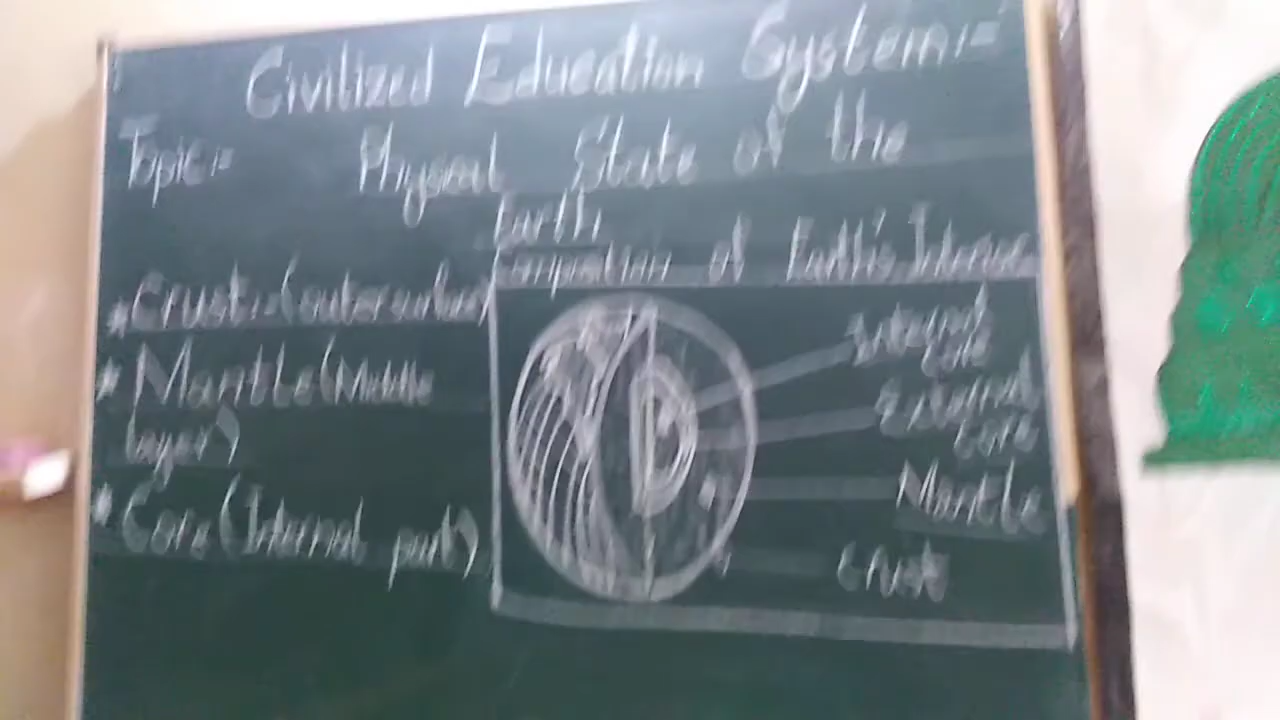 Civilized Education System:-
Topic:- Physical State of the
Earth
Composition of Earth's Interior
*Crust:-(outer surface)
* Mantle (Middle
layer)
* Core (Internal part)
Internal
Core
External
Core
Mantle
Crust